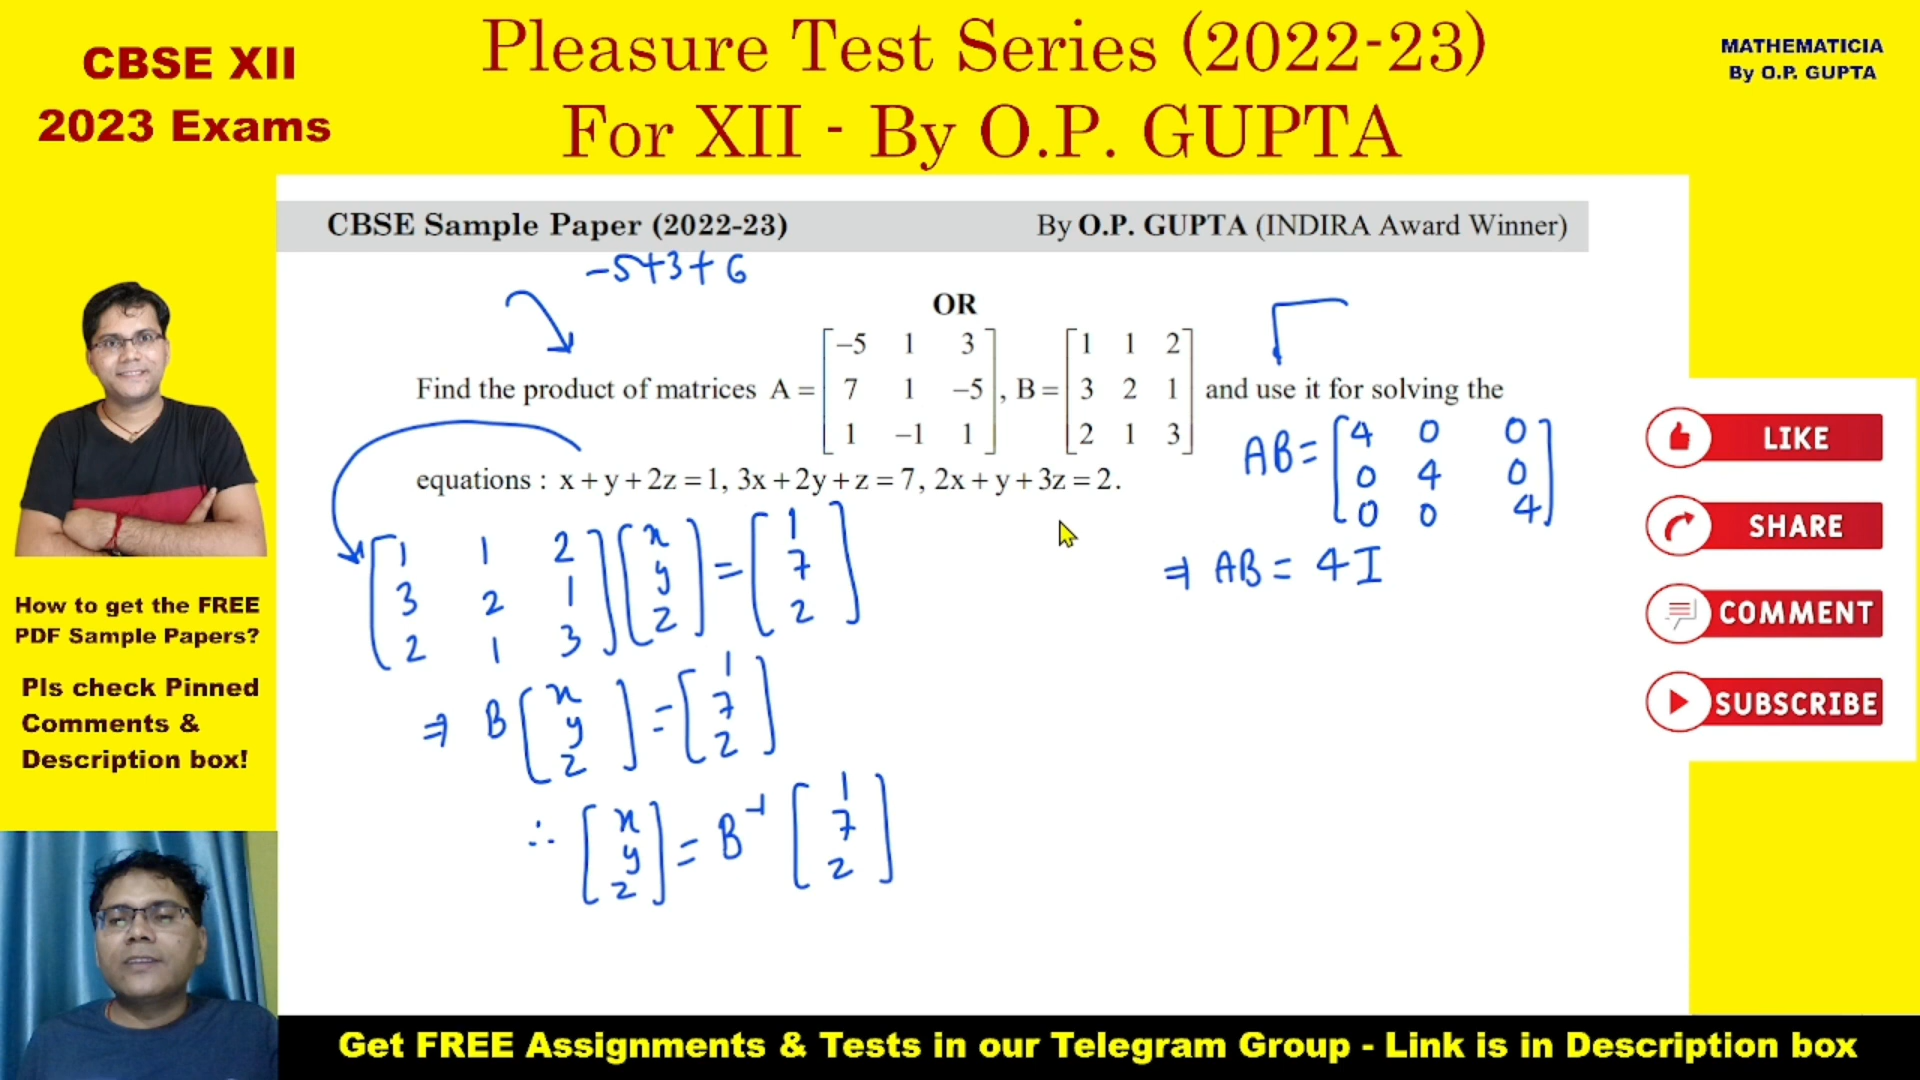 CBSE XII
2023 Exams
Pleasure Test Series (2022-23)
For XII - By O.P. GUPTA
MATHEMATICIA
By O.P. GUPTA
CBSE Sample Paper (2022-23) By O.P. GUPTA (INDIRA Award Winner)
-5+3+6
OR
Find the product of matrices A = [−5 1 3; 7 1 −5; 1 −1 1], B = [1 1 2; 3 2 1; 2 1 3] and use it for solving the
equations : x + y + 2z = 1, 3x + 2y + z = 7, 2x + y + 3z = 2.
AB = [4 0 0; 0 4 0; 0 0 4]
⇒ AB = 4I
[1 1 2; 3 2 1; 2 1 3] [x; y; z] = [1; 7; 2]
⇒ B [x; y; z] = [1; 7; 2]
∴ [x; y; z] = B⁻¹ [1; 7; 2]
How to get the FREE
PDF Sample Papers?
Pls check Pinned
Comments &
Description box!
LIKE
SHARE
COMMENT
SUBSCRIBE
Get FREE Assignments & Tests in our Telegram Group - Link is in Description box